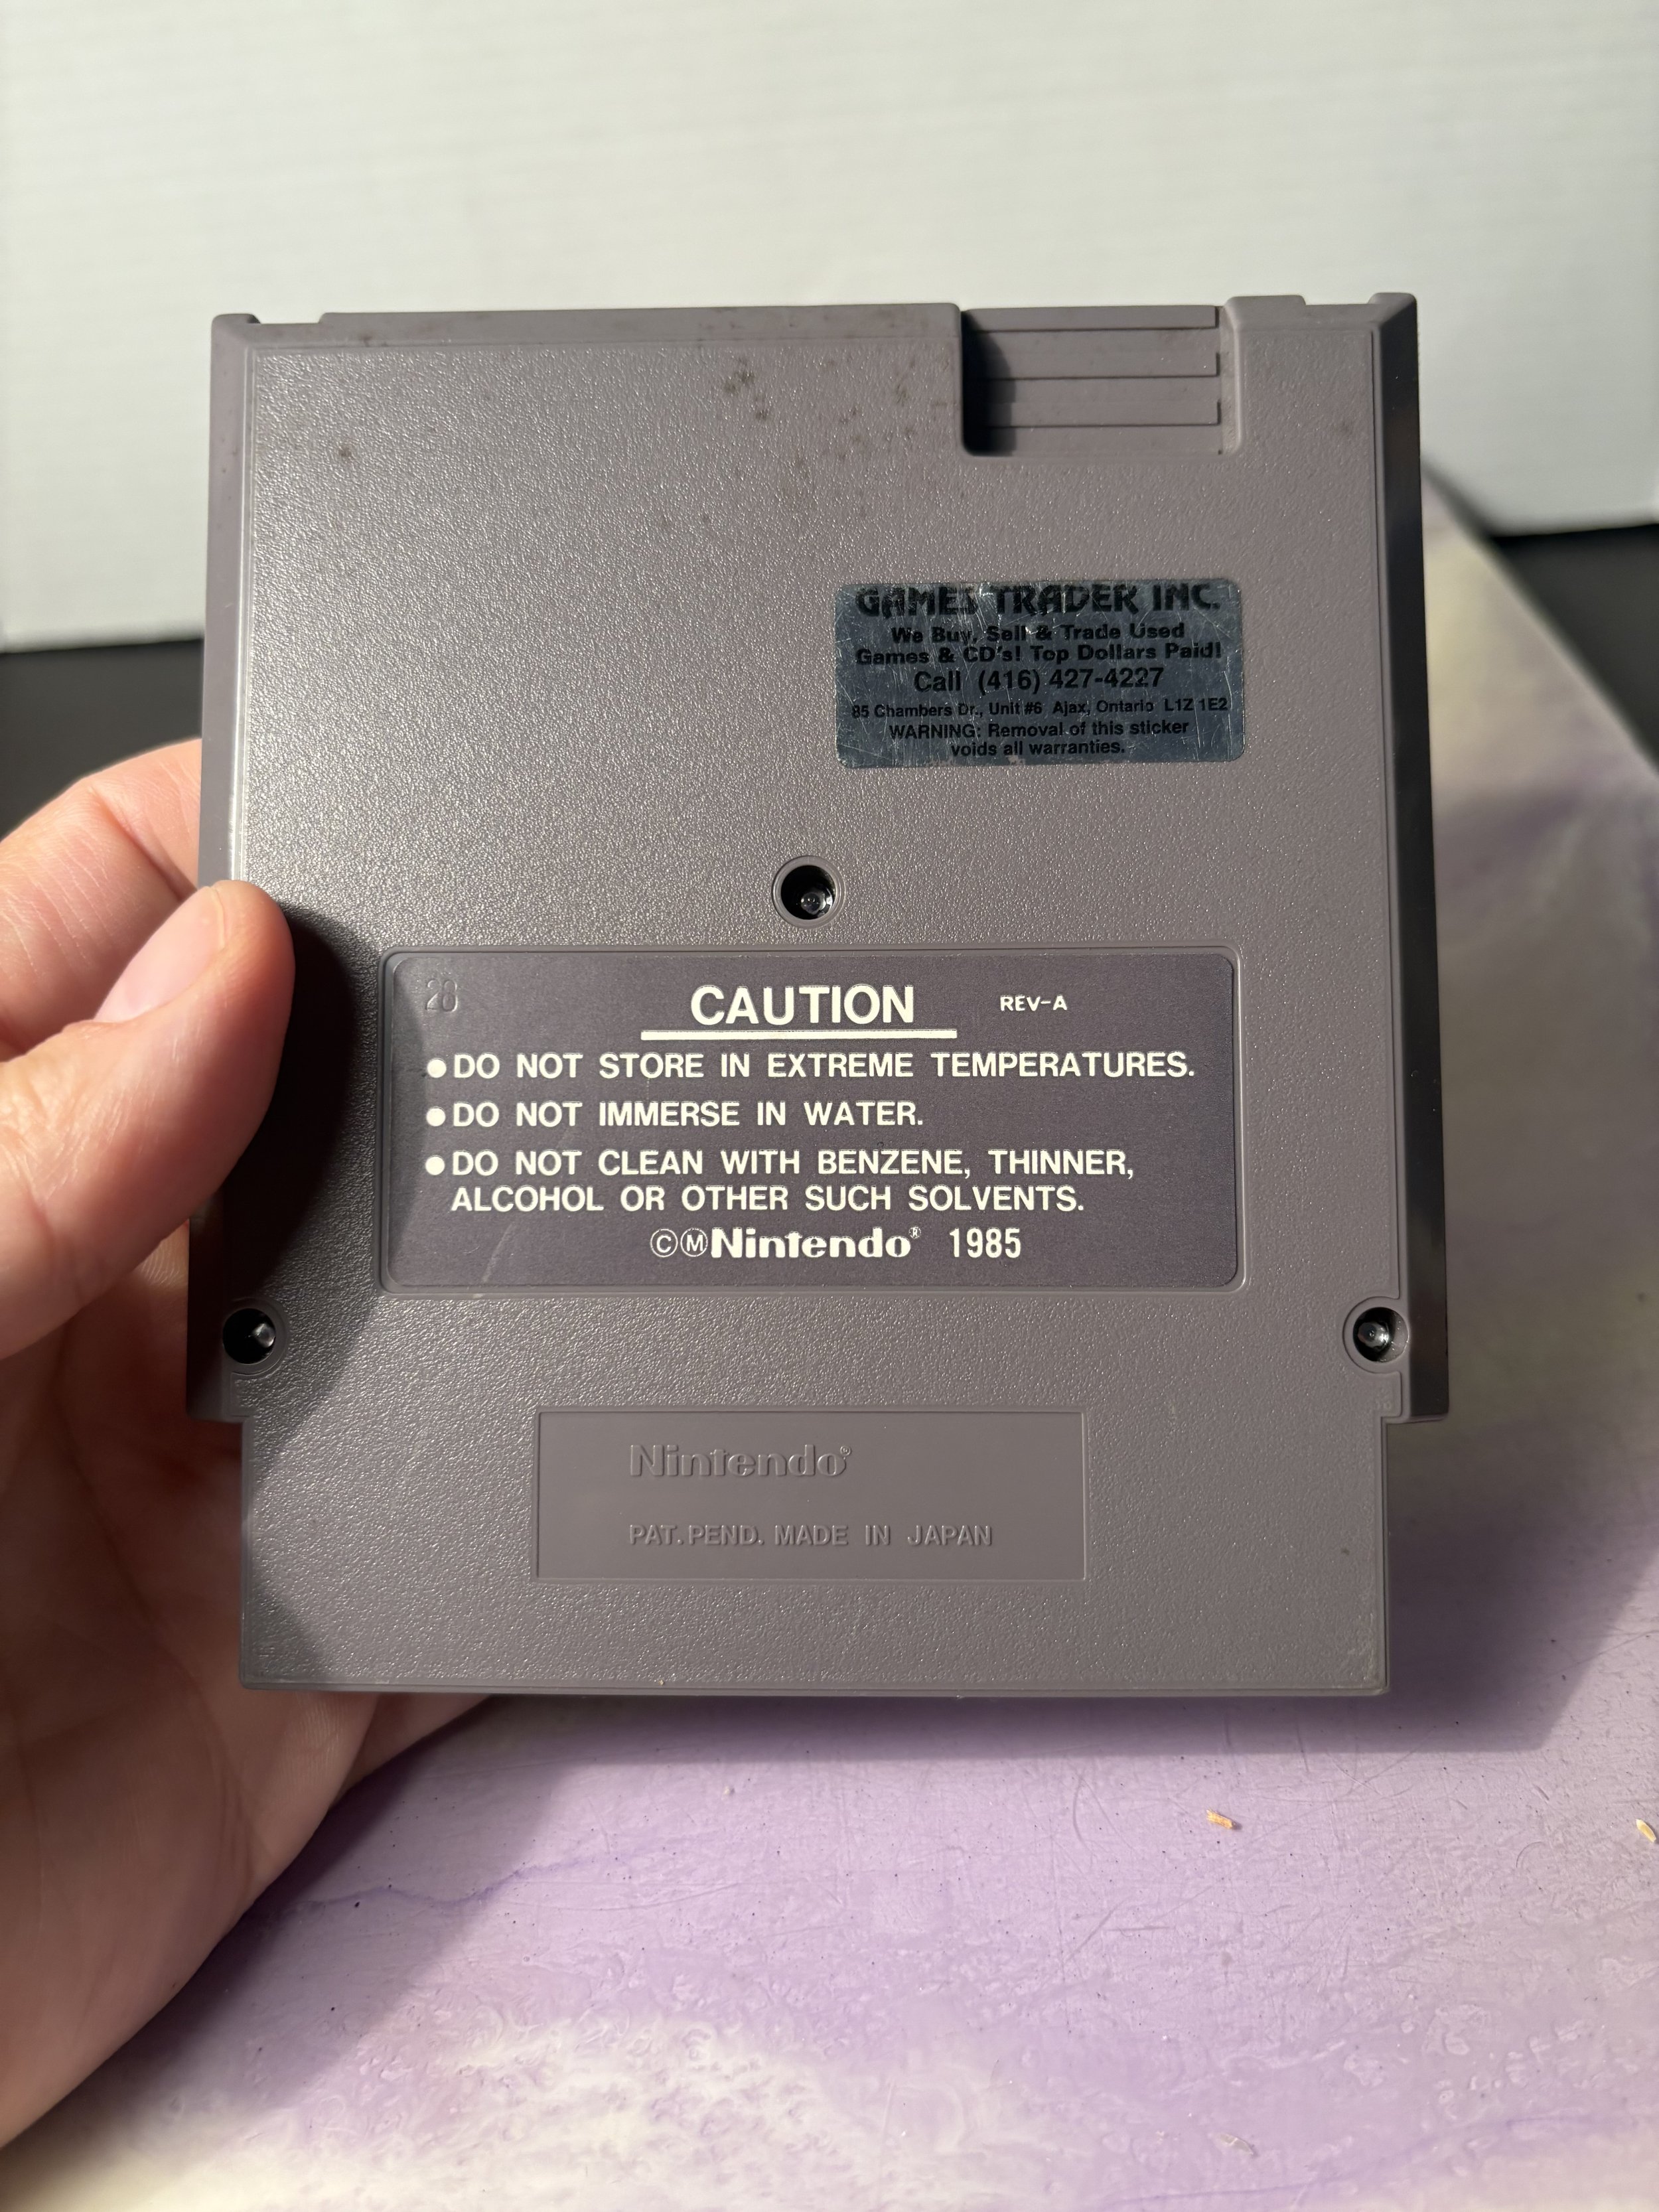 GAMES TRADER INC.
We Buy, Sell & Trade Used
Games & CD's! Top Dollars Paid!
Call (416) 427-4227
85 Chambers Dr., Unit #6 Ajax, Ontario L1Z 1E2
WARNING: Removal of this sticker
voids all warranties.
28
CAUTION REV-A
●DO NOT STORE IN EXTREME TEMPERATURES.
●DO NOT IMMERSE IN WATER.
●DO NOT CLEAN WITH BENZENE, THINNER,
ALCOHOL OR OTHER SUCH SOLVENTS.
©ⓂNintendo® 1985
Nintendo®
PAT. PEND. MADE IN JAPAN